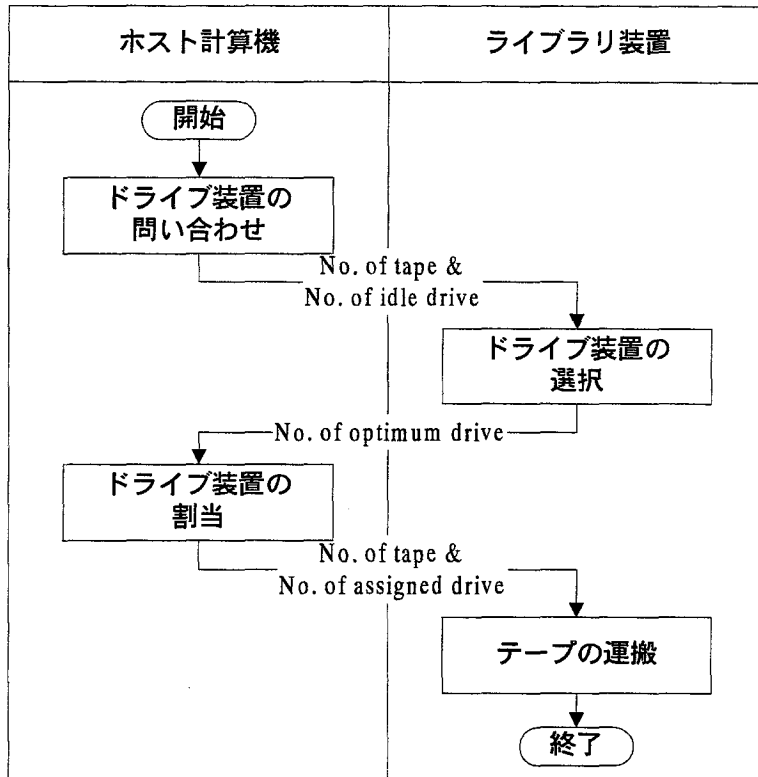 ホスト計算機
ライブラリ装置
開始
ドライブ装置の
問い合わせ
No. of tape &
No. of idle drive
ドライブ装置の
選択
No. of optimum drive
ドライブ装置の
割当
No. of tape &
No. of assigned drive
テープの運搬
終了